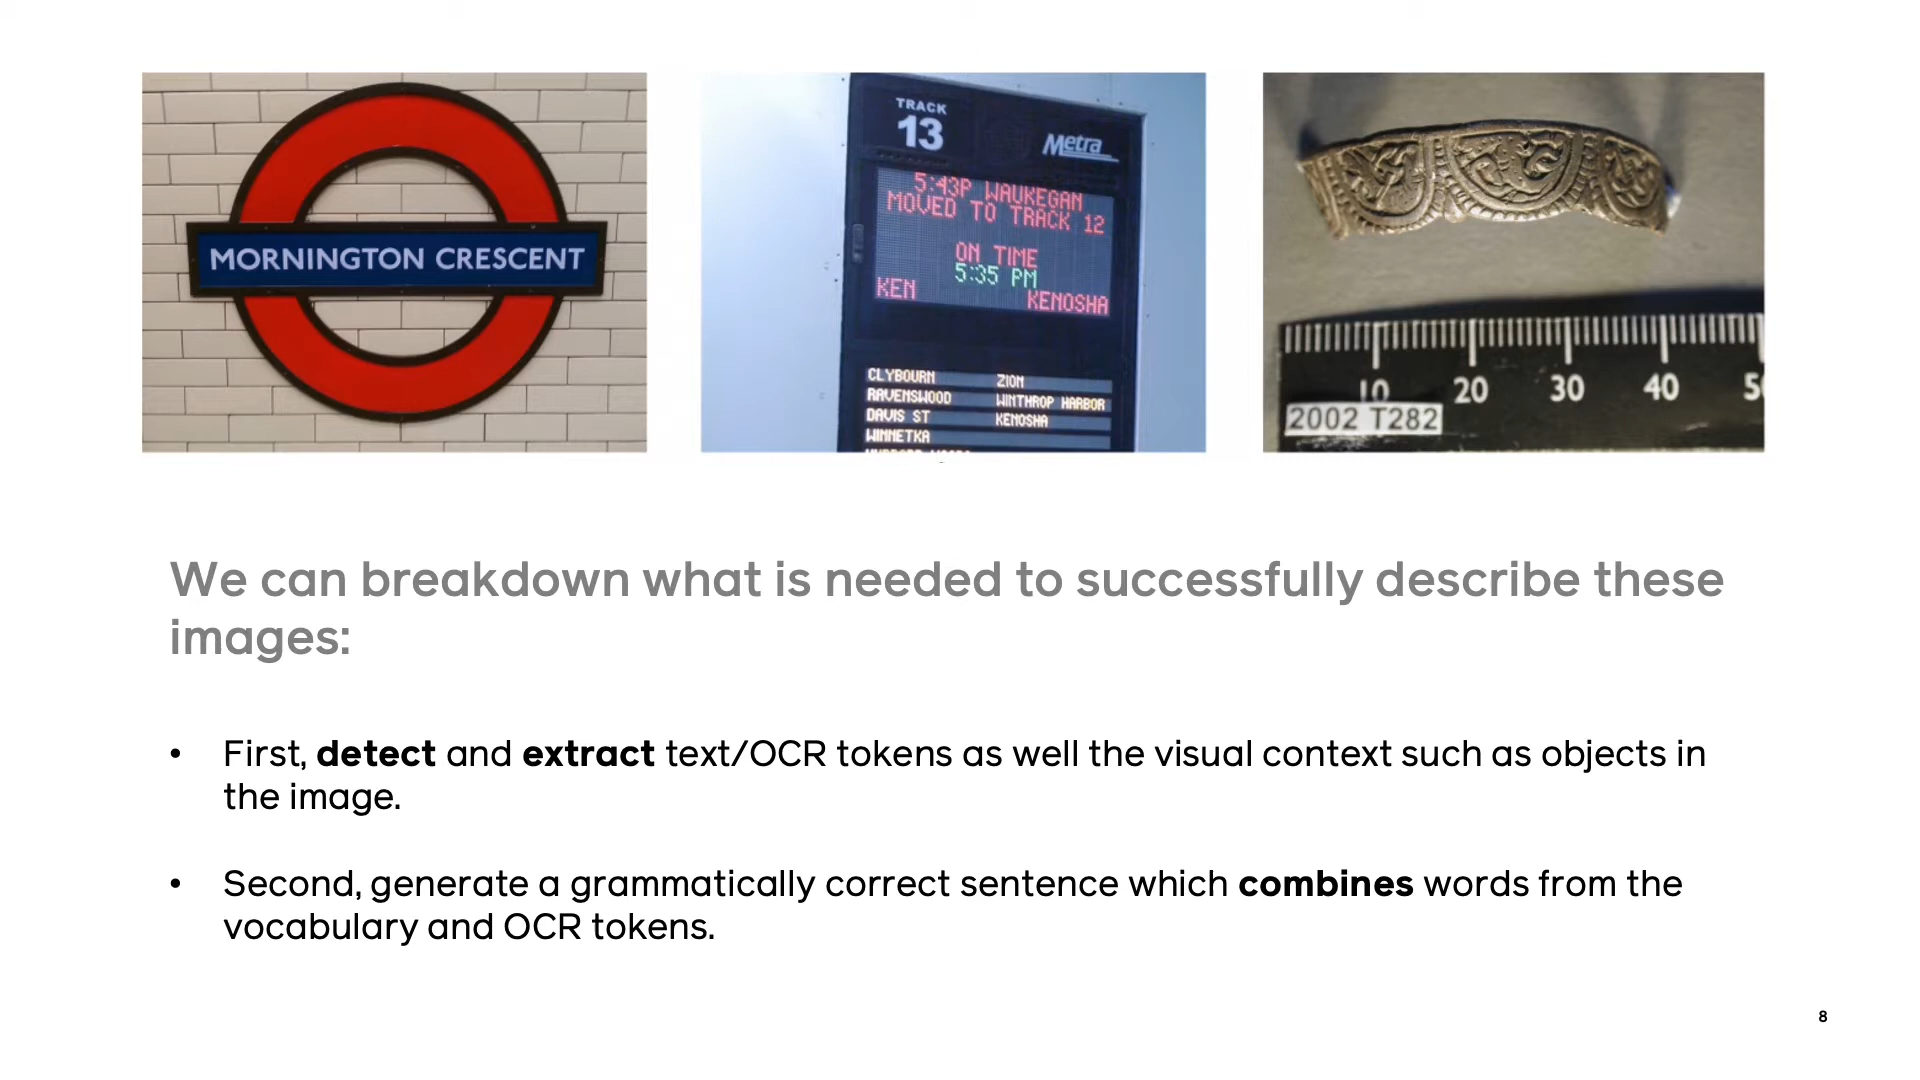 MORNINGTON CRESCENT
TRACK
13
Metra
5:43P WAUKEGAN
MOVED TO TRACK 12
ON TIME
5:35 PM
KEN
KENOSHA
CLYBOURN ZION
RAVENSWOOD WINTHROP HARBOR
DAVIS ST KENOSHA
WINNETKA
10 20 30 40
2002 T282
We can breakdown what is needed to successfully describe these
images:
• First, detect and extract text/OCR tokens as well the visual context such as objects in
the image.
• Second, generate a grammatically correct sentence which combines words from the
vocabulary and OCR tokens.
8